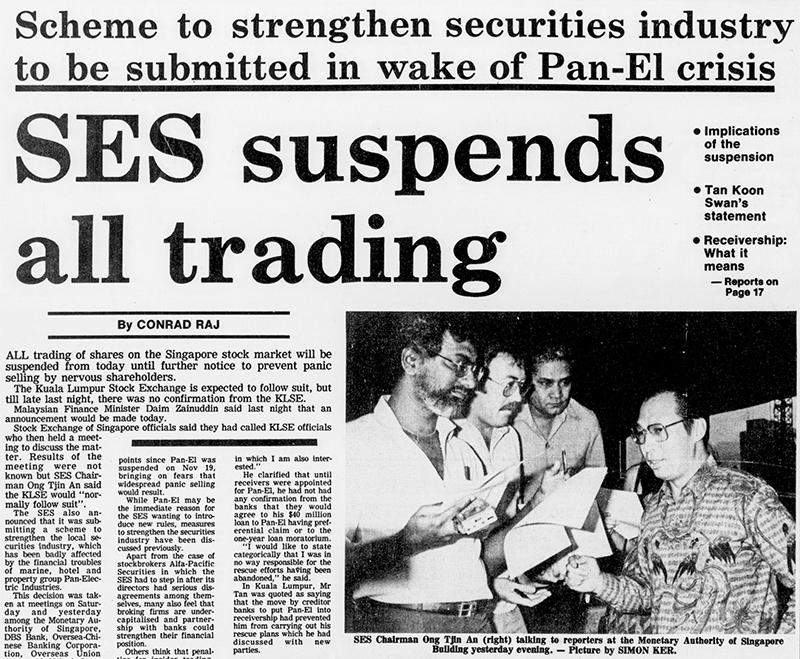 Scheme to strengthen securities industry
to be submitted in wake of Pan-El crisis
SES suspends
all trading
• Implications
of the
suspension
• Tan Koon
Swan's
statement
• Receivership:
What it
means
— Reports on
Page 17
By CONRAD RAJ
ALL trading of shares on the Singapore stock market will be
suspended from today until further notice to prevent panic
selling by nervous shareholders.
The Kuala Lumpur Stock Exchange is expected to follow suit, but
till late last night, there was no confirmation from the KLSE.
Malaysian Finance Minister Daim Zainuddin said last night that an
announcement would be made today.
Stock Exchange of Singapore officials said they had called KLSE officials
who then held a meet-
ing to discuss the mat-
ter. Results of the
meeting were not
known but SES Chair-
man Ong Tjin An said
the KLSE would "nor-
mally follow suit".
The SES also an-
nounced that it was sub-
mitting a scheme to
strengthen the local se-
curities industry, which
has been badly affected
by the financial troubles
of marine, hotel and
property group Pan-Elec-
tric Industries.
This decision was tak-
en at meetings on Satur-
day and yesterday
among the Monetary Au-
thority of Singapore,
DBS Bank, Oversea-Chi-
nese Banking Corpora-
tion, Overseas Union
points since Pan-El was
suspended on Nov 19,
bringing on fears that
widespread panic selling
would result.
While Pan-El may be
the immediate reason for
the SES wanting to intro-
duce new rules, measures
to strengthen the securities
industry have been dis-
cussed previously.
Apart from the case of
stockbrokers Alfa-Pacific
Securities in which the
SES had to step in after its
directors had serious dis-
agreements among them-
selves, many also feel that
broking firms are under-
capitalised and partner-
ship with banks could
strengthen their financial
position.
Others think that penal-
ties for insider trading
in which I am also inter-
ested."
He clarified that until
receivers were appointed
for Pan-El, he had not had
any confirmation from the
banks that they would
agree to his $40 million
loan to Pan-El having pref-
erential claim or to the
one-year loan moratorium.
"I would like to state
categorically that I was in
no way responsible for the
rescue efforts having been
abandoned," he said.
In Kuala Lumpur, Mr
Tan was quoted as saying
that the move by creditor
banks to put Pan-El into
receivership had prevented
him from carrying out his
rescue plans which he had
discussed with new
parties.
SES Chairman Ong Tjin An (right) talking to reporters at the Monetary Authority of Singapore
Building yesterday evening. — Picture by SIMON KER.